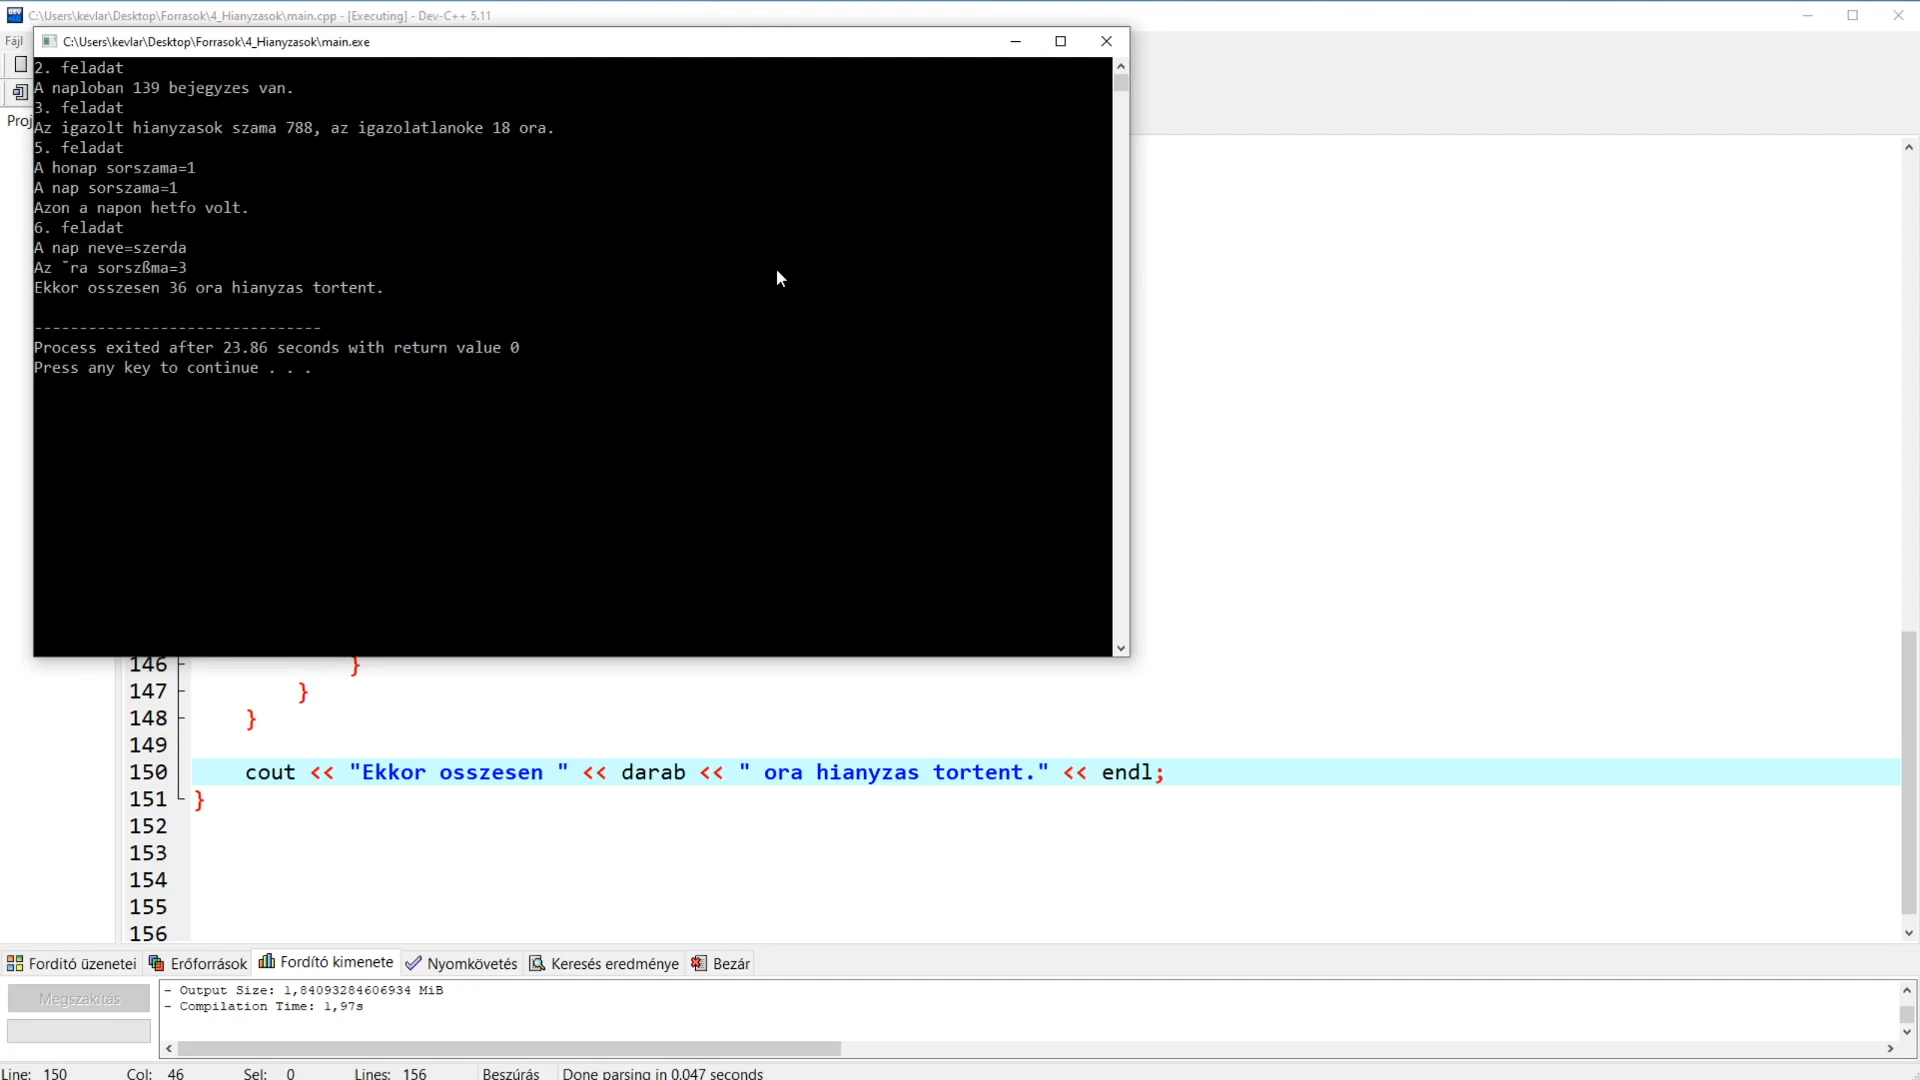 C:\Users\kevlar\Desktop\Forrasok\4_Hianyzasok\main.cpp - [Executing] - Dev-C++ 5.11
Fájl
C:\Users\kevlar\Desktop\Forrasok\4_Hianyzasok\main.exe
Proj
2. feladat
A naploban 139 bejegyzes van.
3. feladat
Az igazolt hianyzasok szama 788, az igazolatlanoke 18 ora.
5. feladat
A honap sorszama=1
A nap sorszama=1
Azon a napon hetfo volt.
6. feladat
A nap neve=szerda
Az ˇra sorszßma=3
Ekkor osszesen 36 ora hianyzas tortent.
--------------------------------
Process exited after 23.86 seconds with return value 0
Press any key to continue . . .
146 }
147 }
148 }
149
150 cout << "Ekkor osszesen " << darab << " ora hianyzas tortent." << endl;
151 }
152
153
154
155
156
Fordító üzenetei Erőforrások Fordító kimenete Nyomkövetés Keresés eredménye Bezár
Megszakítás
- Output Size: 1,84093284606934 MiB
- Compilation Time: 1,97s
Line: 150 Col: 46 Sel: 0 Lines: 156 Beszúrás Done parsing in 0.047 seconds